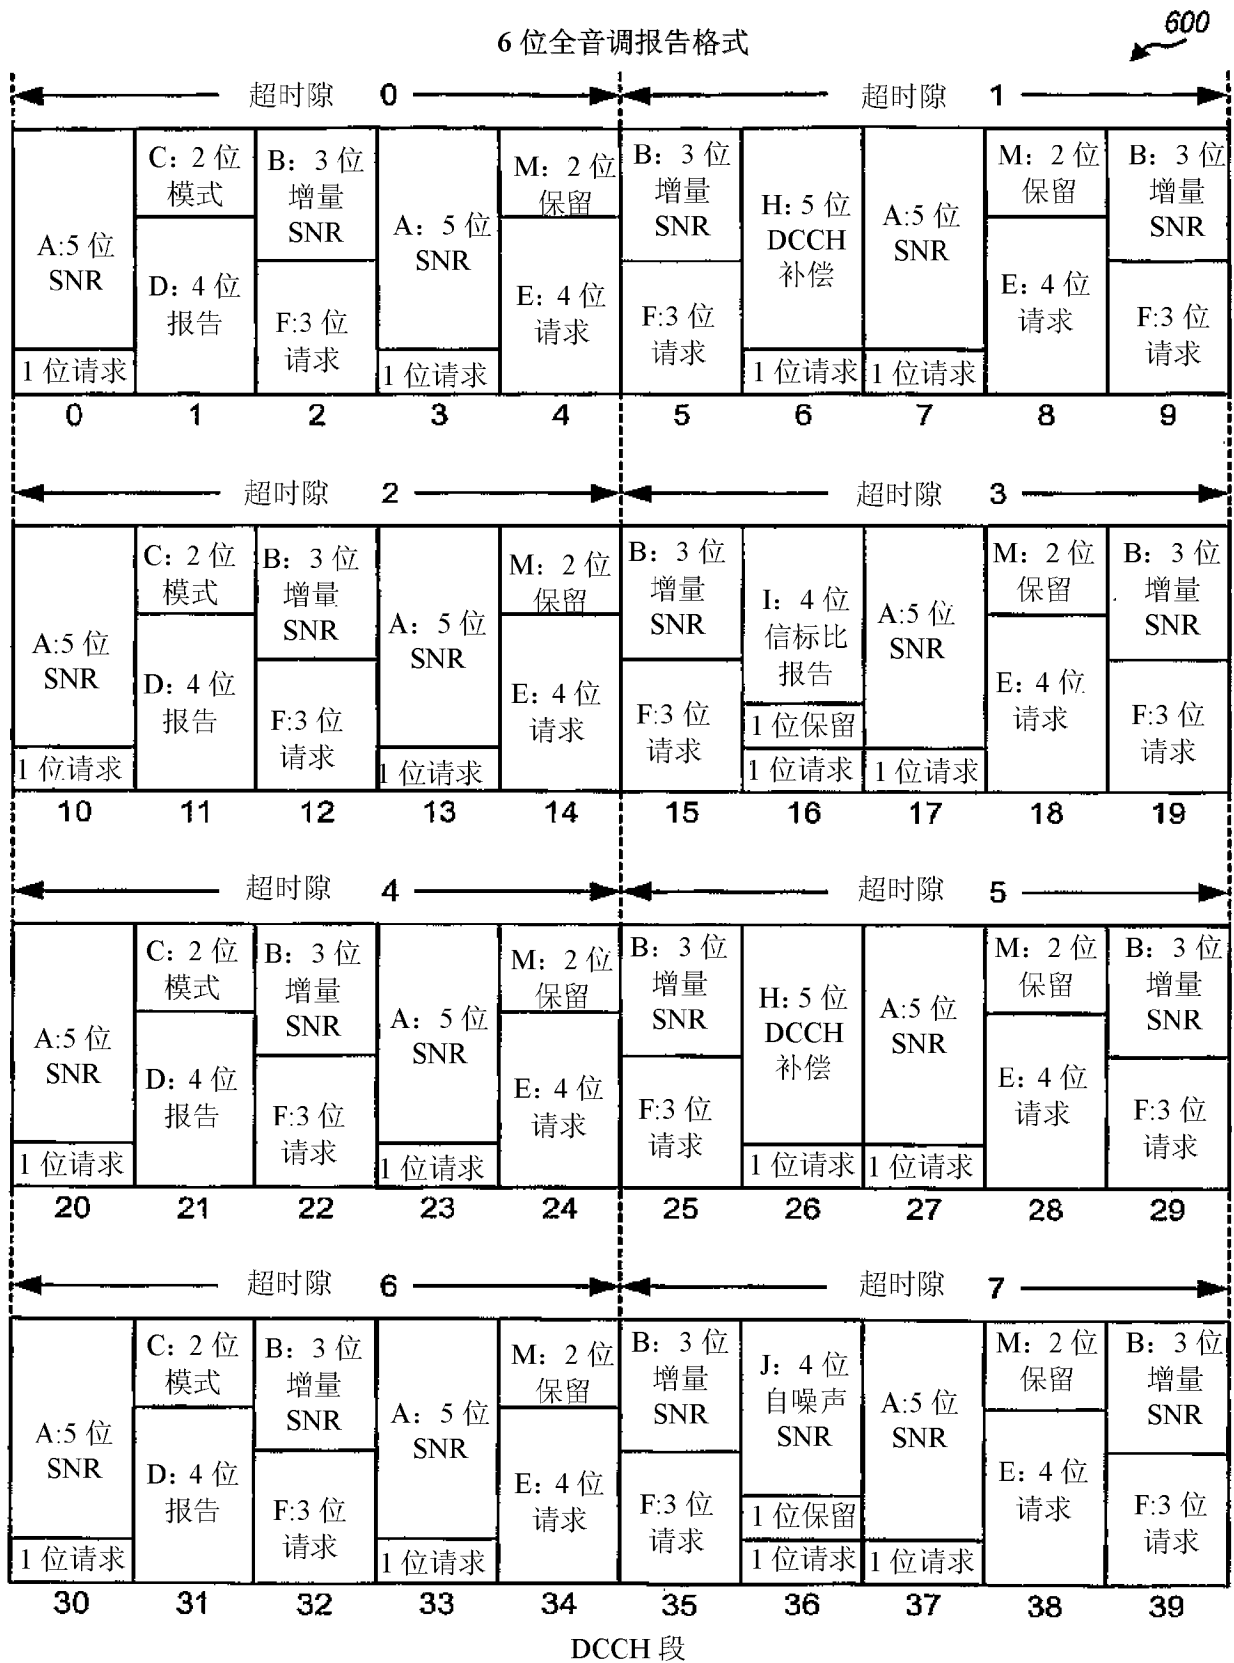 600
6 位全音调报告格式
超时隙 0
超时隙 1
A:5 位
SNR
1 位请求
C: 2 位
模式
D: 4 位
报告
B: 3 位
增量
SNR
F:3 位
请求
A: 5 位
SNR
1 位请求
M: 2 位
保留
E: 4 位
请求
B: 3 位
增量
SNR
F:3 位
请求
H: 5 位
DCCH
补偿
1 位请求
A:5 位
SNR
1 位请求
M: 2 位
保留
E: 4 位
请求
B: 3 位
增量
SNR
F:3 位
请求
0 1 2 3 4 5 6 7 8 9
超时隙 2
超时隙 3
A:5 位
SNR
1 位请求
C: 2 位
模式
D: 4 位
报告
B: 3 位
增量
SNR
F:3 位
请求
A: 5 位
SNR
1 位请求
M: 2 位
保留
E: 4 位
请求
B: 3 位
增量
SNR
F:3 位
请求
I: 4 位
信标比
报告
1 位保留
1 位请求
A:5 位
SNR
1 位请求
M: 2 位
保留
E: 4 位
请求
B: 3 位
增量
SNR
F:3 位
请求
10 11 12 13 14 15 16 17 18 19
超时隙 4
超时隙 5
A:5 位
SNR
1 位请求
C: 2 位
模式
D: 4 位
报告
B: 3 位
增量
SNR
F:3 位
请求
A: 5 位
SNR
1 位请求
M: 2 位
保留
E: 4 位
请求
B: 3 位
增量
SNR
F:3 位
请求
H: 5 位
DCCH
补偿
1 位请求
A:5 位
SNR
1 位请求
M: 2 位
保留
E: 4 位
请求
B: 3 位
增量
SNR
F:3 位
请求
20 21 22 23 24 25 26 27 28 29
超时隙 6
超时隙 7
A:5 位
SNR
1 位请求
C: 2 位
模式
D: 4 位
报告
B: 3 位
增量
SNR
F:3 位
请求
A: 5 位
SNR
1 位请求
M: 2 位
保留
E: 4 位
请求
B: 3 位
增量
SNR
F:3 位
请求
J: 4 位
自噪声
SNR
1 位保留
1 位请求
A:5 位
SNR
1 位请求
M: 2 位
保留
E: 4 位
请求
B: 3 位
增量
SNR
F:3 位
请求
30 31 32 33 34 35 36 37 38 39
DCCH 段